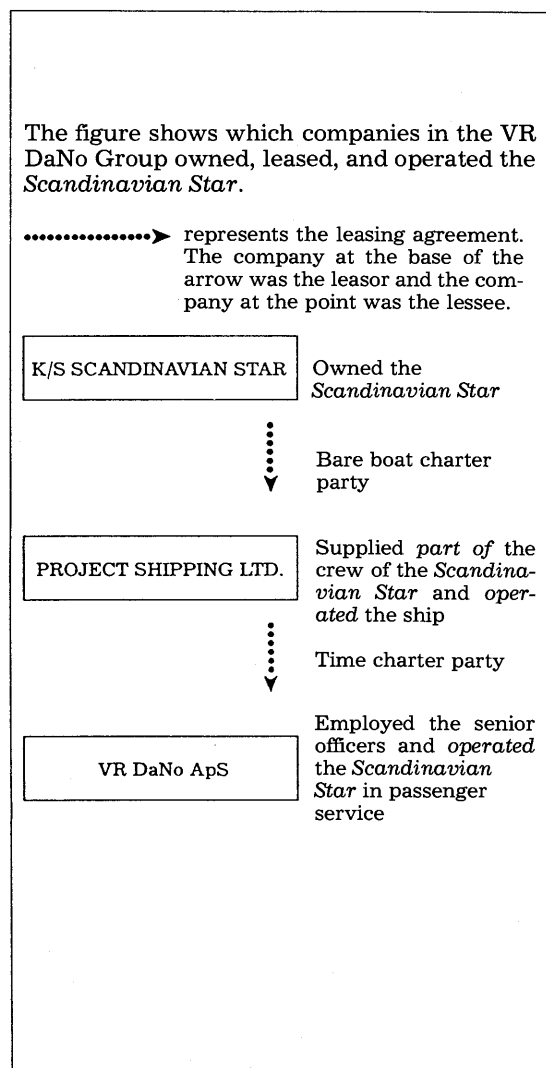 The figure shows which companies in the VR
DaNo Group owned, leased, and operated the
Scandinavian Star.
represents the leasing agreement.
The company at the base of the
arrow was the leasor and the com-
pany at the point was the lessee.
K/S SCANDINAVIAN STAR
Owned the
Scandinavian Star
Bare boat charter
party
PROJECT SHIPPING LTD.
Supplied part of the
crew of the Scandina-
vian Star and oper-
ated the ship
Time charter party
VR DaNo ApS
Employed the senior
officers and operated
the Scandinavian
Star in passenger
service